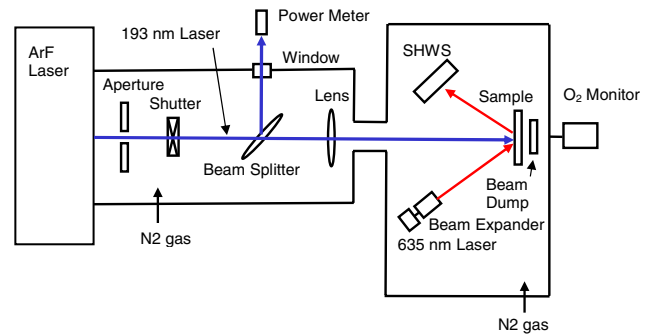 Power Meter
193 nm Laser
ArF
Laser
Window
SHWS
Aperture
Shutter
Lens
Sample
O2 Monitor
Beam Splitter
Beam
Dump
Beam Expander
635 nm Laser
N2 gas
N2 gas